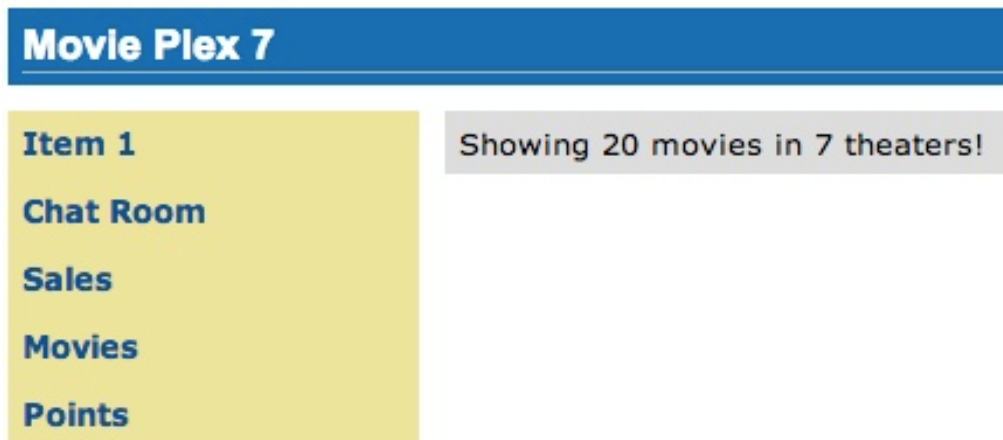 Movie Plex 7
Item 1
Showing 20 movies in 7 theaters!
Chat Room
Sales
Movies
Points